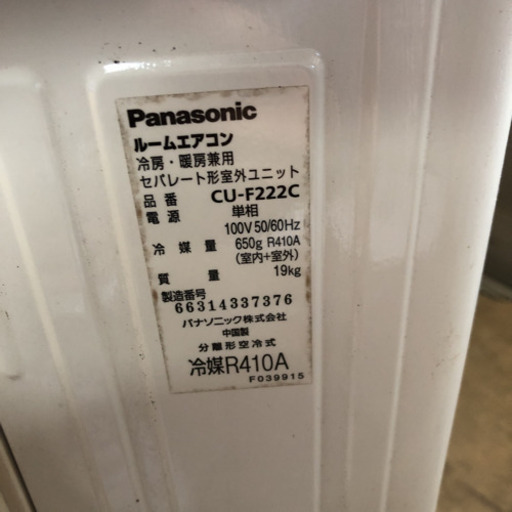 Panasonic
ルームエアコン
冷房・暖房兼用
セパレート形室外ユニット
品番 CU-F222C
電源 単相
100V 50/60Hz
冷媒量 650g R410A
(室内+室外)
質量 19kg
製造番号
66314337376
パナソニック株式会社
中国製
分離形空冷式
冷媒R410A
F039915